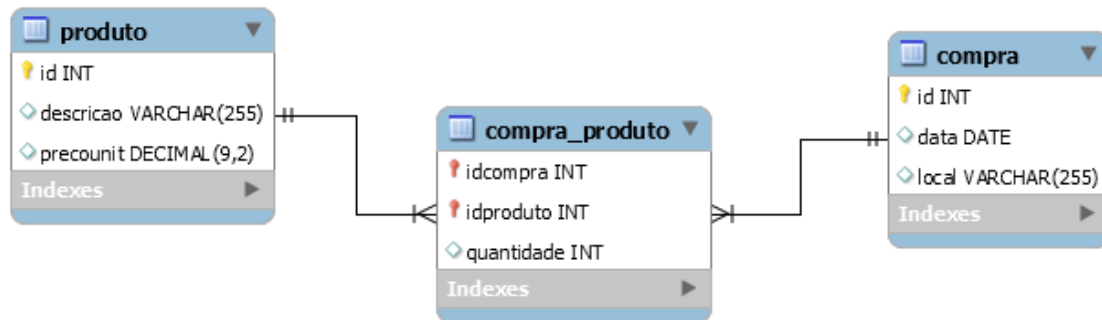 produto
id INT
descricao VARCHAR(255)
precounit DECIMAL(9,2)
Indexes
compra_produto
idcompra INT
idproduto INT
quantidade INT
Indexes
compra
id INT
data DATE
local VARCHAR(255)
Indexes